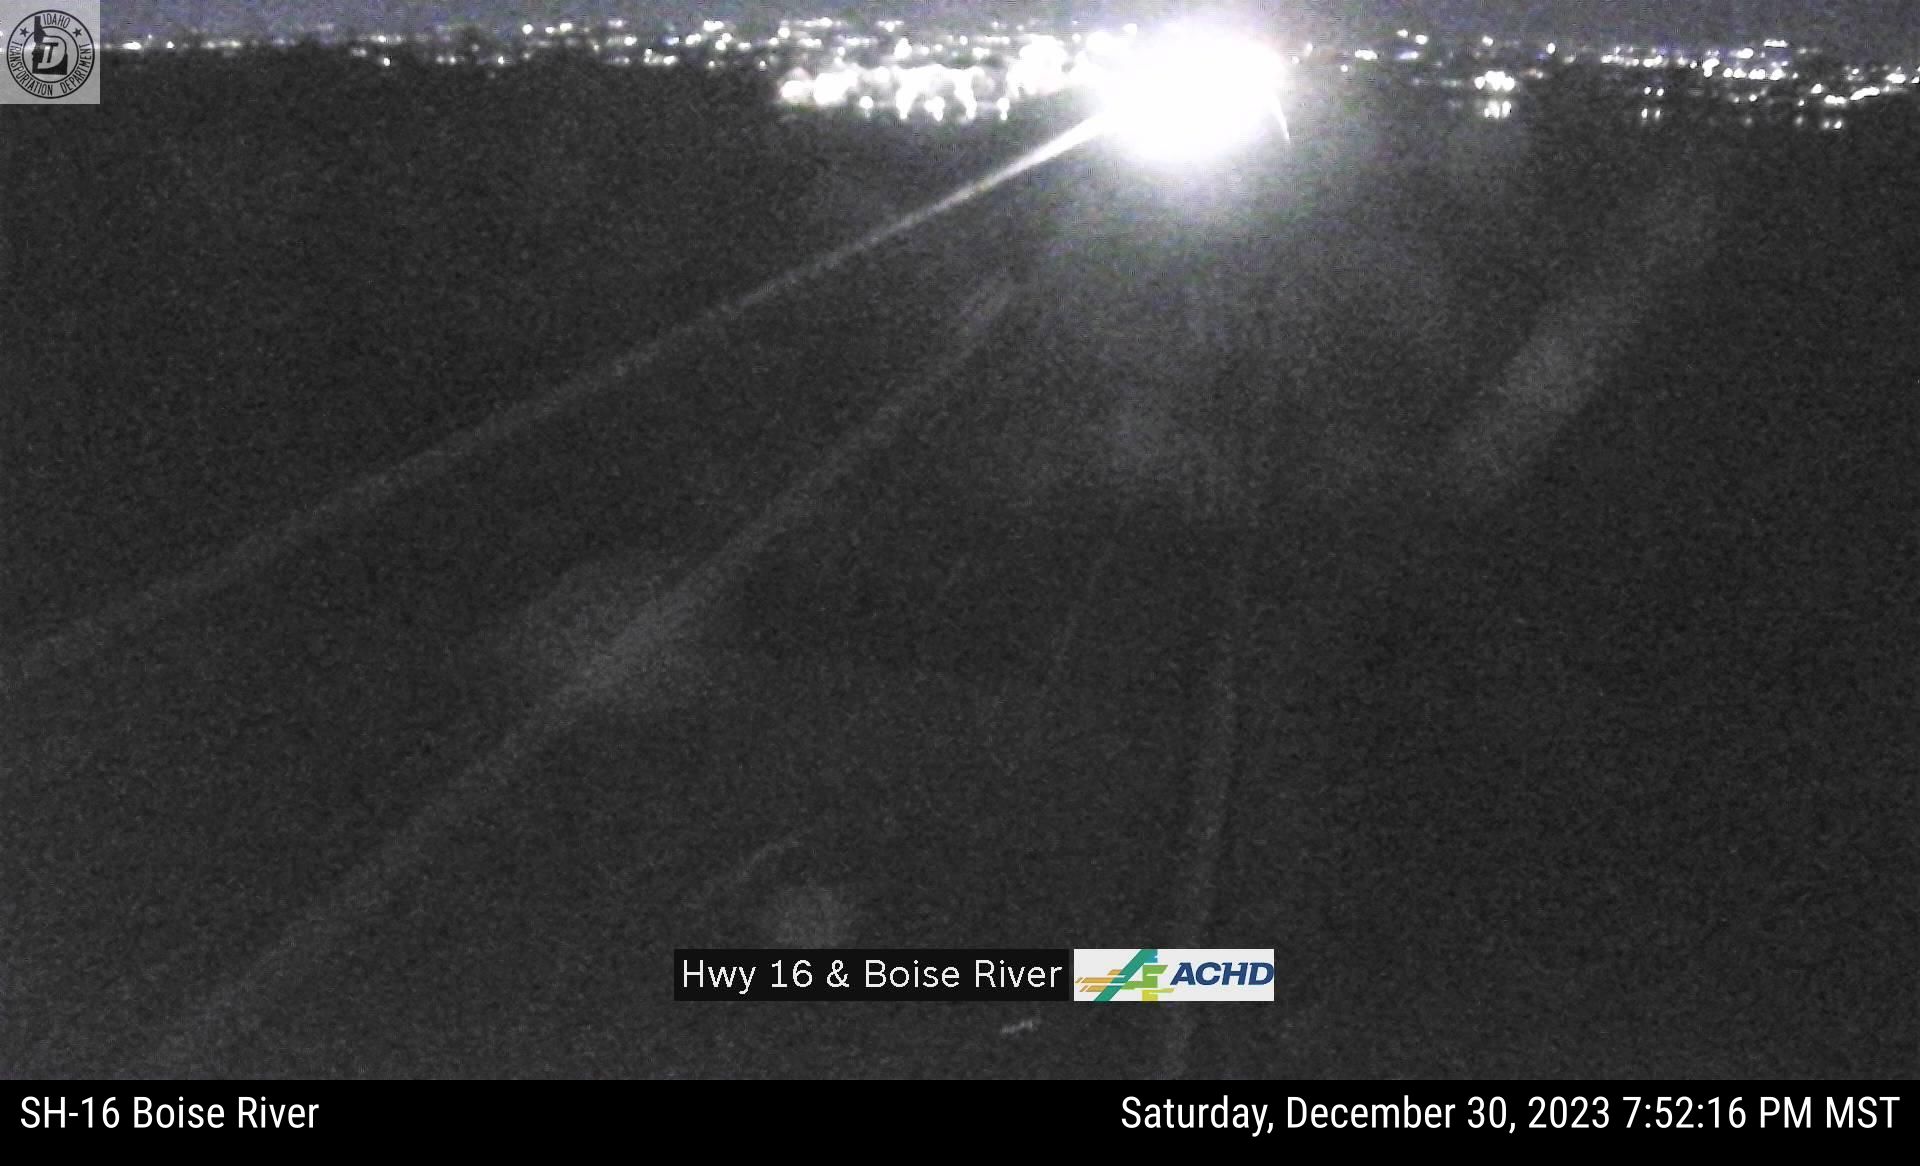 IDAHO
TRANSPORTATION DEPARTMENT
Hwy 16 & Boise River
ACHD
SH-16 Boise River
Saturday, December 30, 2023 7:52:16 PM MST